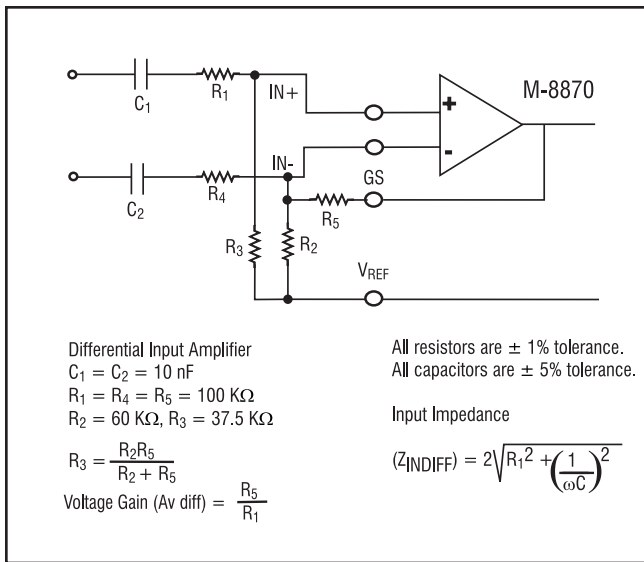 M-8870
C1
R1
IN+
+
IN-
-
C2
R4
GS
R5
R3
R2
VREF
Differential Input Amplifier
C1 = C2 = 10 nF
R1 = R4 = R5 = 100 KΩ
R2 = 60 KΩ, R3 = 37.5 KΩ
R3 = R2R5 / R2 + R5
Voltage Gain (Av diff) = R5 / R1
All resistors are ± 1% tolerance.
All capacitors are ± 5% tolerance.
Input Impedance
(ZINDIFF) = 2√R1² + (1/ωC)²